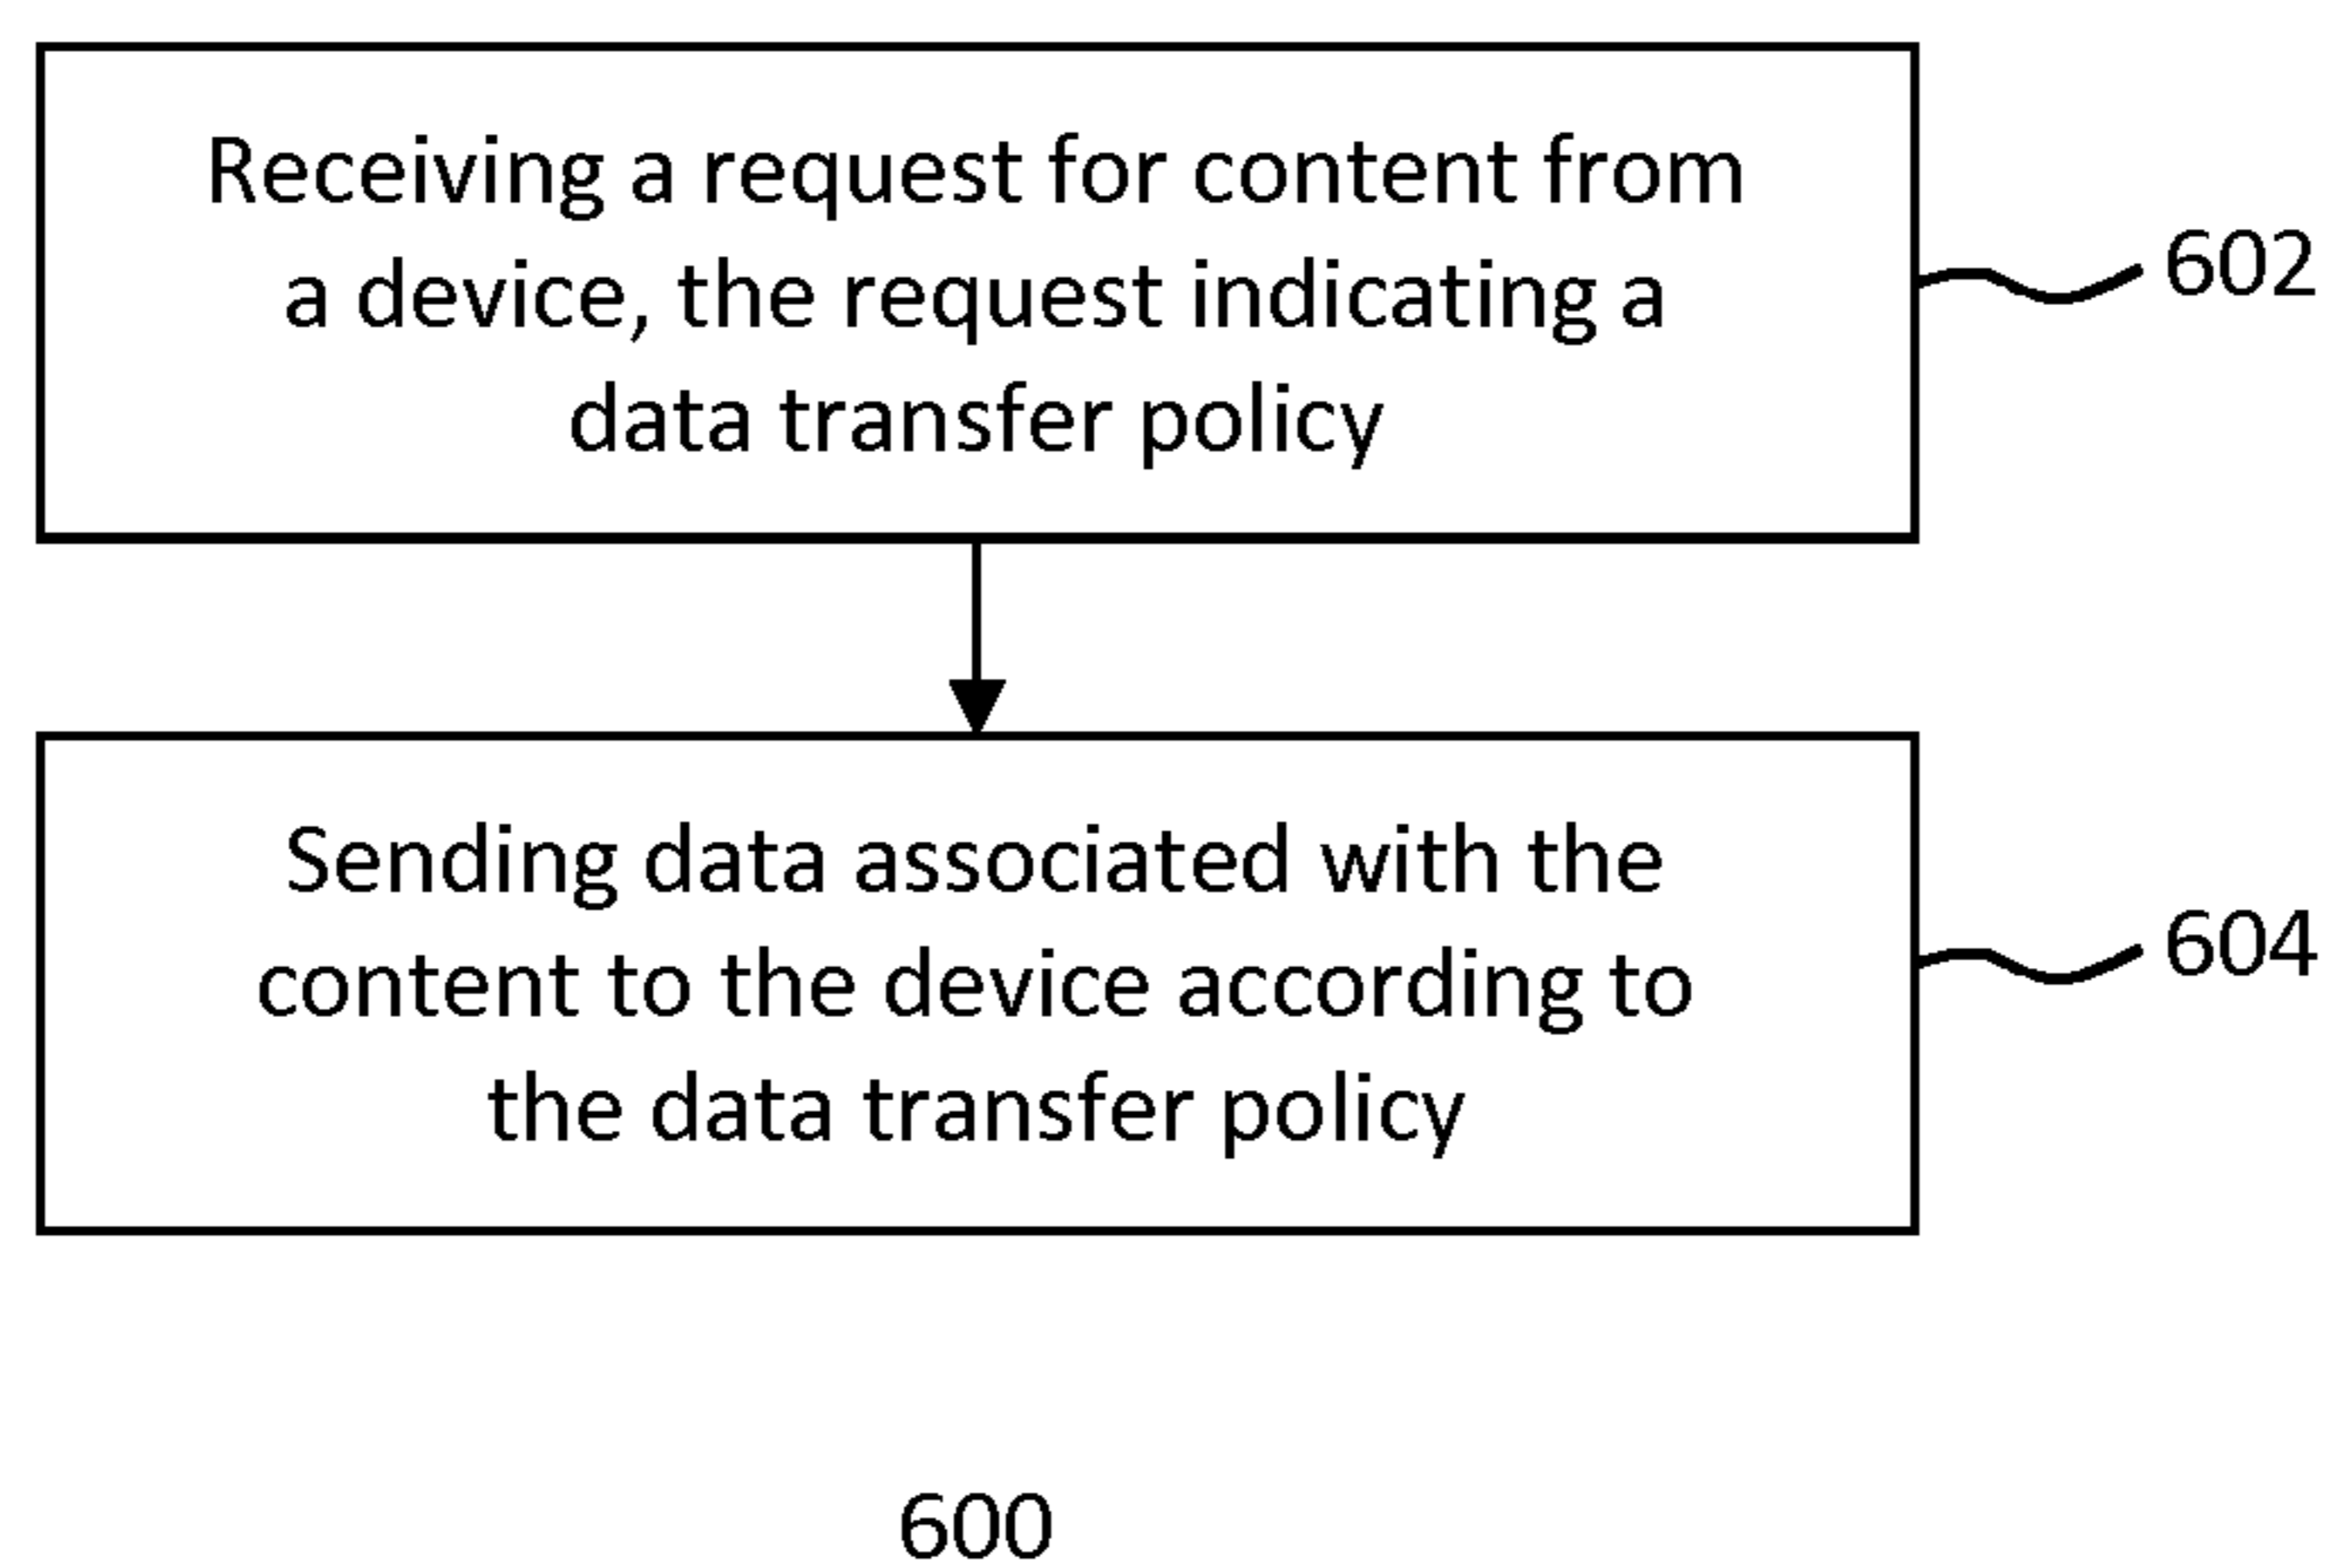 Receiving a request for content from
a device, the request indicating a
data transfer policy
602
Sending data associated with the
content to the device according to
the data transfer policy
604
600